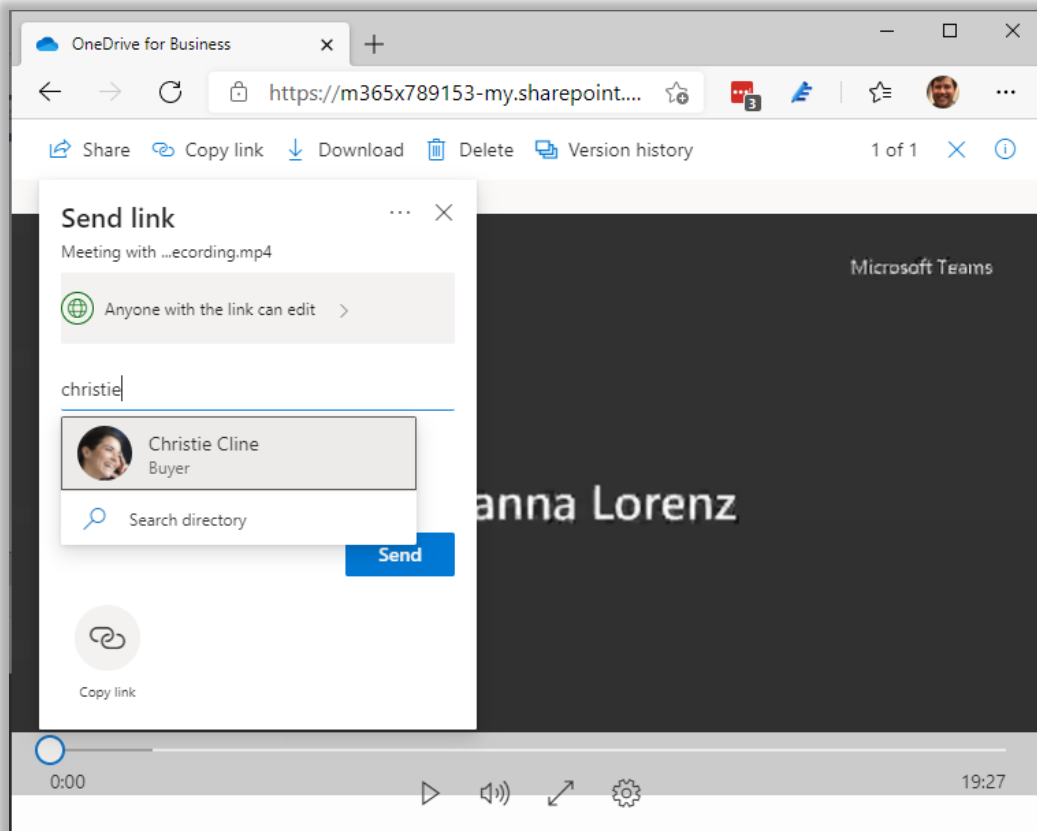 OneDrive for Business
https://m365x789153-my.sharepoint....
3
Share Copy link Download Delete Version history 1 of 1
Send link
Meeting with ...ecording.mp4
Microsoft Teams
Anyone with the link can edit
christie
Christie Cline
Buyer
Search directory
anna Lorenz
Send
Copy link
0:00 19:27